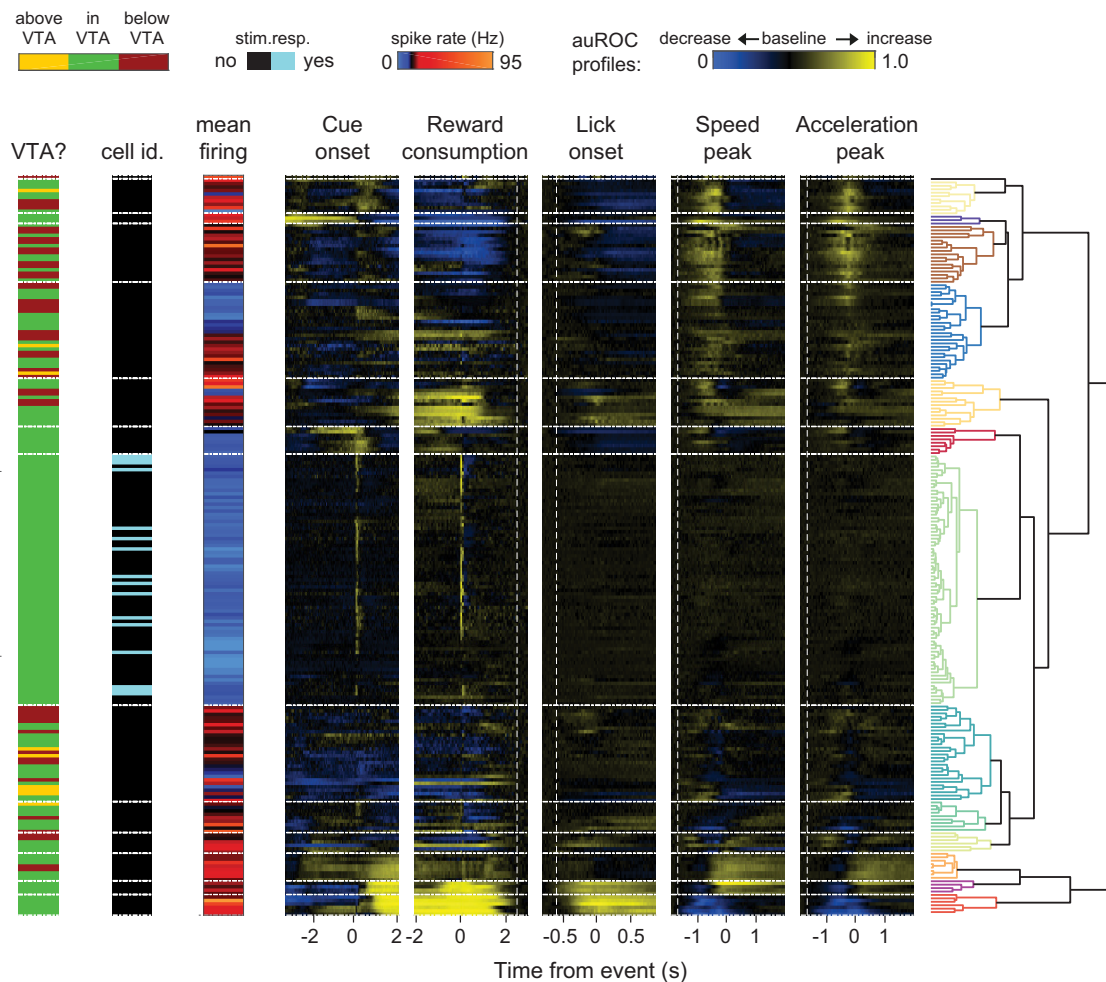 above VTA
in VTA
below VTA
stim.resp.
no
yes
spike rate (Hz)
0
95
auROC profiles:
decrease ← baseline → increase
0
1.0
VTA?
cell id.
mean firing
Cue onset
Reward consumption
Lick onset
Speed peak
Acceleration peak
-2 0 2
-2 0 2
-0.5 0 0.5
-1 0 1
-1 0 1
Time from event (s)